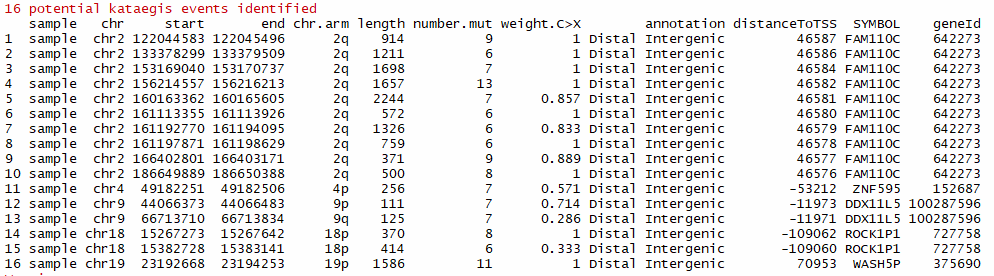 16 potential kataegis events identified
sample chr start end chr.arm length number.mut weight.C>X annotation distanceToTSS SYMBOL geneId
1 sample chr2 122044583 122045496 2q 914 9 1 Distal Intergenic 46587 FAM110C 642273
2 sample chr2 133378299 133379509 2q 1211 6 1 Distal Intergenic 46586 FAM110C 642273
3 sample chr2 153169040 153170737 2q 1698 7 1 Distal Intergenic 46584 FAM110C 642273
4 sample chr2 156214557 156216213 2q 1657 13 1 Distal Intergenic 46582 FAM110C 642273
5 sample chr2 160163362 160165605 2q 2244 7 0.857 Distal Intergenic 46581 FAM110C 642273
6 sample chr2 161113355 161113926 2q 572 6 1 Distal Intergenic 46580 FAM110C 642273
7 sample chr2 161192770 161194095 2q 1326 6 0.833 Distal Intergenic 46579 FAM110C 642273
8 sample chr2 161197871 161198629 2q 759 6 1 Distal Intergenic 46578 FAM110C 642273
9 sample chr2 166402801 166403171 2q 371 9 0.889 Distal Intergenic 46577 FAM110C 642273
10 sample chr2 186649889 186650388 2q 500 8 1 Distal Intergenic 46576 FAM110C 642273
11 sample chr4 49182251 49182506 4p 256 7 0.571 Distal Intergenic -53212 ZNF595 152687
12 sample chr9 44066373 44066483 9p 111 7 0.714 Distal Intergenic -11973 DDX11L5 100287596
13 sample chr9 66713710 66713834 9q 125 7 0.286 Distal Intergenic -11971 DDX11L5 100287596
14 sample chr18 15267273 15267642 18p 370 8 1 Distal Intergenic -109062 ROCK1P1 727758
15 sample chr18 15382728 15383141 18p 414 6 0.333 Distal Intergenic -109060 ROCK1P1 727758
16 sample chr19 23192668 23194253 19p 1586 11 1 Distal Intergenic 70953 WASH5P 375690